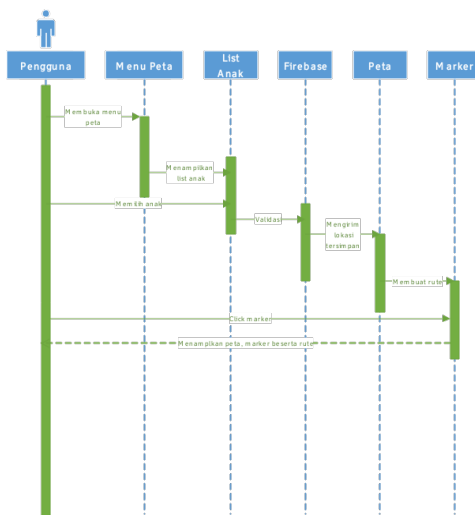 Pengguna
Menu Peta
List
Anak
Firebase
Peta
Marker
Membuka menu
peta
Menampilkan
list anak
Memilih anak
Validasi
Mengirim
lokasi
tersimpan
Membuat rute
Click marker
Menampilkan peta, marker beserta rute